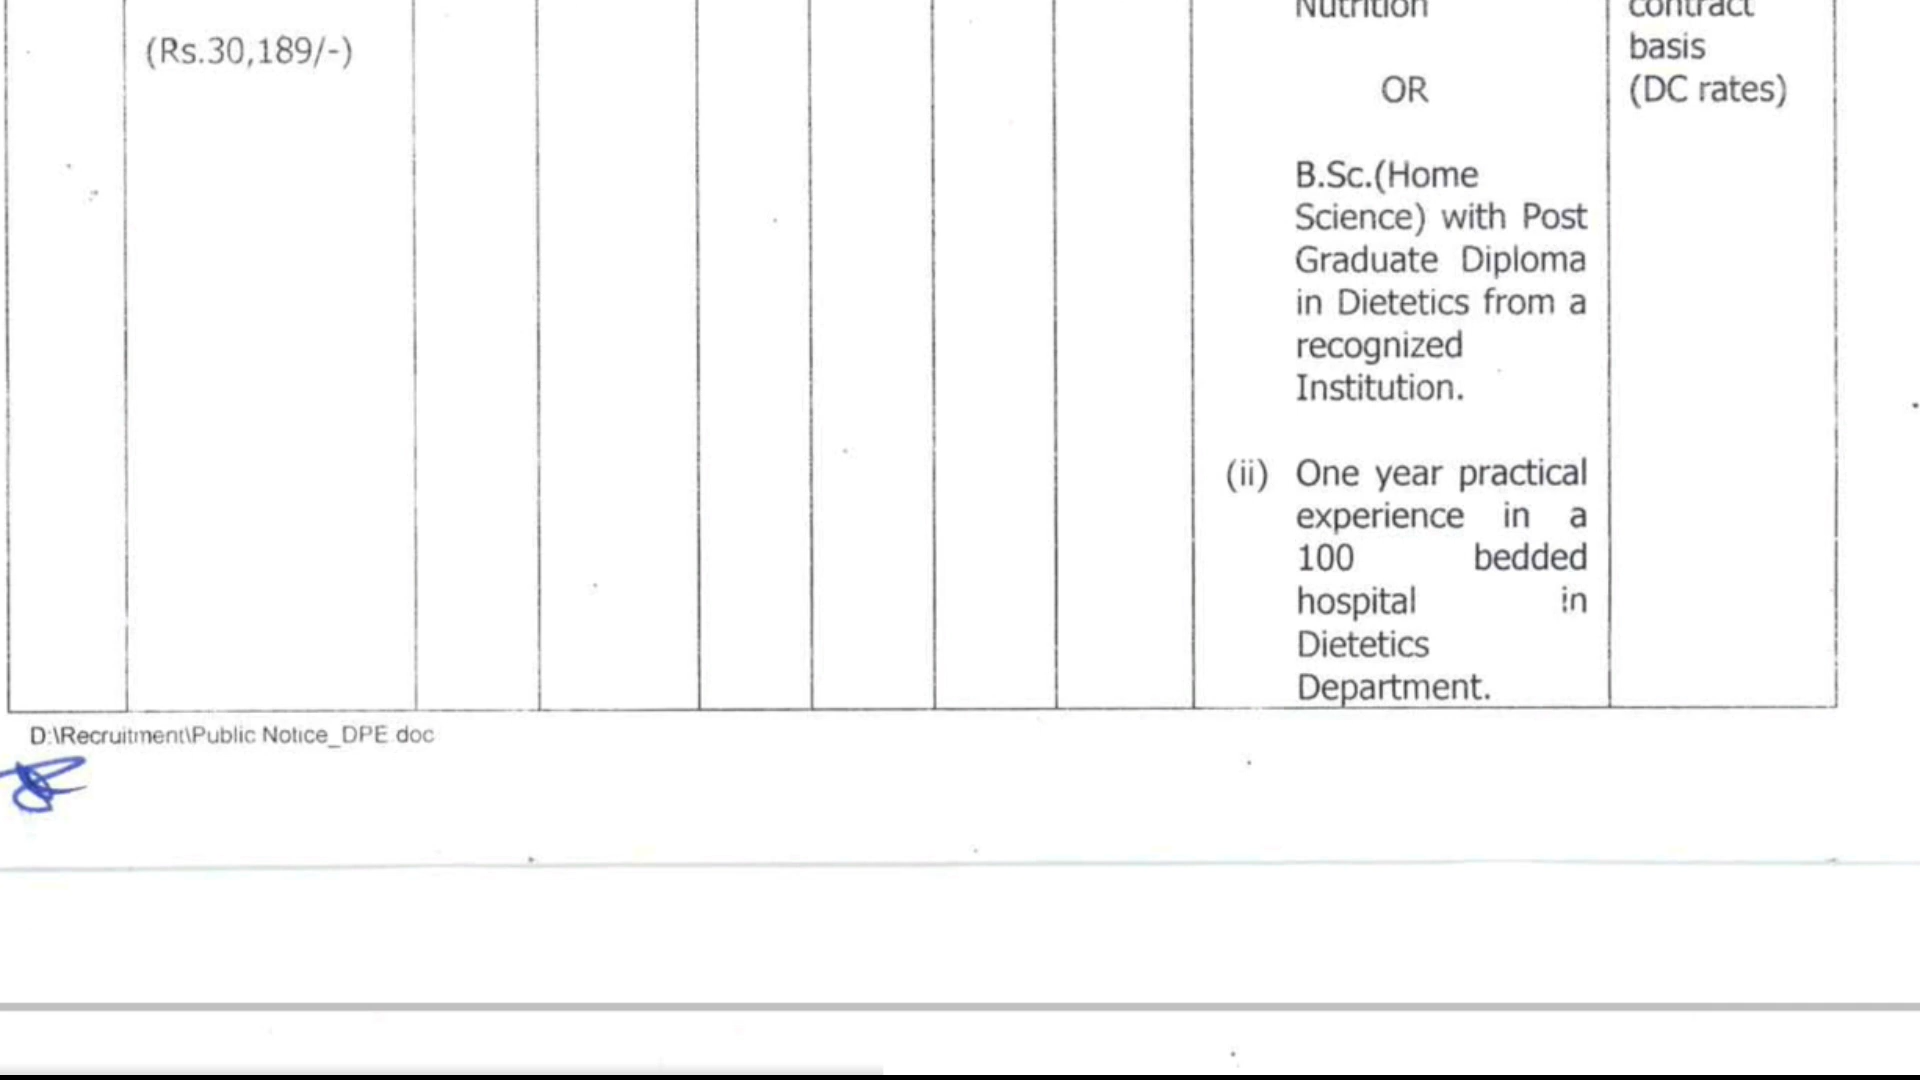 Nutrition
contract
(Rs.30,189/-)
basis
OR
(DC rates)
B.Sc.(Home
Science) with Post
Graduate Diploma
in Dietetics from a
recognized
Institution.
(ii) One year practical
experience in a
100 bedded
hospital in
Dietetics
Department.
D:\Recruitment\Public Notice_DPE doc